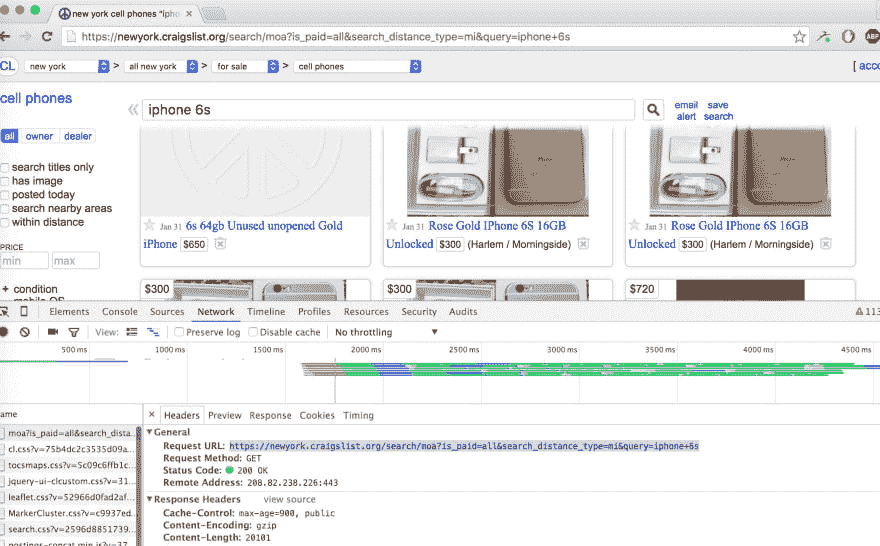 new york cell phones "ipho
https://newyork.craigslist.org/search/moa?is_paid=all&search_distance_type=mi&query=iphone+6s
ABP
CL new york > all new york > for sale > cell phones [ acco
cell phones
iphone 6s
email alert
save search
all owner dealer
search titles only
has image
posted today
search nearby areas
within distance
PRICE
min max
+ condition
Jan 31 6s 64gb Unused unopened Gold
iPhone $650
Jan 31 Rose Gold IPhone 6S 16GB
Unlocked $300 (Harlem / Morningside)
Jan 31 Rose Gold IPhone 6S 16GB
Unlocked $300 (Harlem / Morningside)
$300 $300 $720
Elements Console Sources Network Timeline Profiles Resources Security Audits 113
View: Preserve log Disable cache No throttling
500 ms 1000 ms 1500 ms 2000 ms 2500 ms 3000 ms 3500 ms 4000 ms 4500 ms
ame
moa?is_paid=all&search_dista...
cl.css?v=75b4dc2c3535d09a...
tocsmaps.css?v=5c09c6ffb1c...
jquery-ui-clcustom.css?v=31...
leaflet.css?v=52966d0fad2af...
MarkerCluster.css?v=c9937ed...
search.css?v=2596d8851739...
postings-concat.min.js?v=37
× Headers Preview Response Cookies Timing
General
Request URL: https://newyork.craigslist.org/search/moa?is_paid=all&search_distance_type=mi&query=iphone+6s
Request Method: GET
Status Code: 200 OK
Remote Address: 208.82.238.226:443
Response Headers view source
Cache-Control: max-age=900, public
Content-Encoding: gzip
Content-Length: 20101